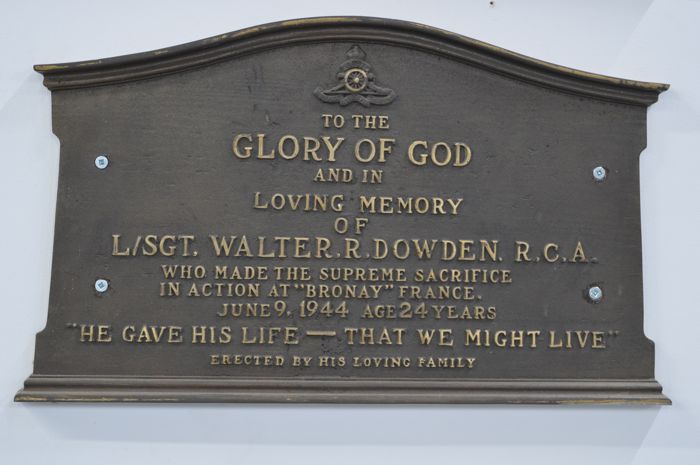 TO THE
GLORY OF GOD
AND IN
LOVING MEMORY
OF
L/SGT. WALTER.R.DOWDEN. R.C.A.
WHO MADE THE SUPREME SACRIFICE
IN ACTION AT "BRONAY" FRANCE.
JUNE 9. 1944 AGE 24 YEARS
"HE GAVE HIS LIFE — THAT WE MIGHT LIVE"
ERECTED BY HIS LOVING FAMILY